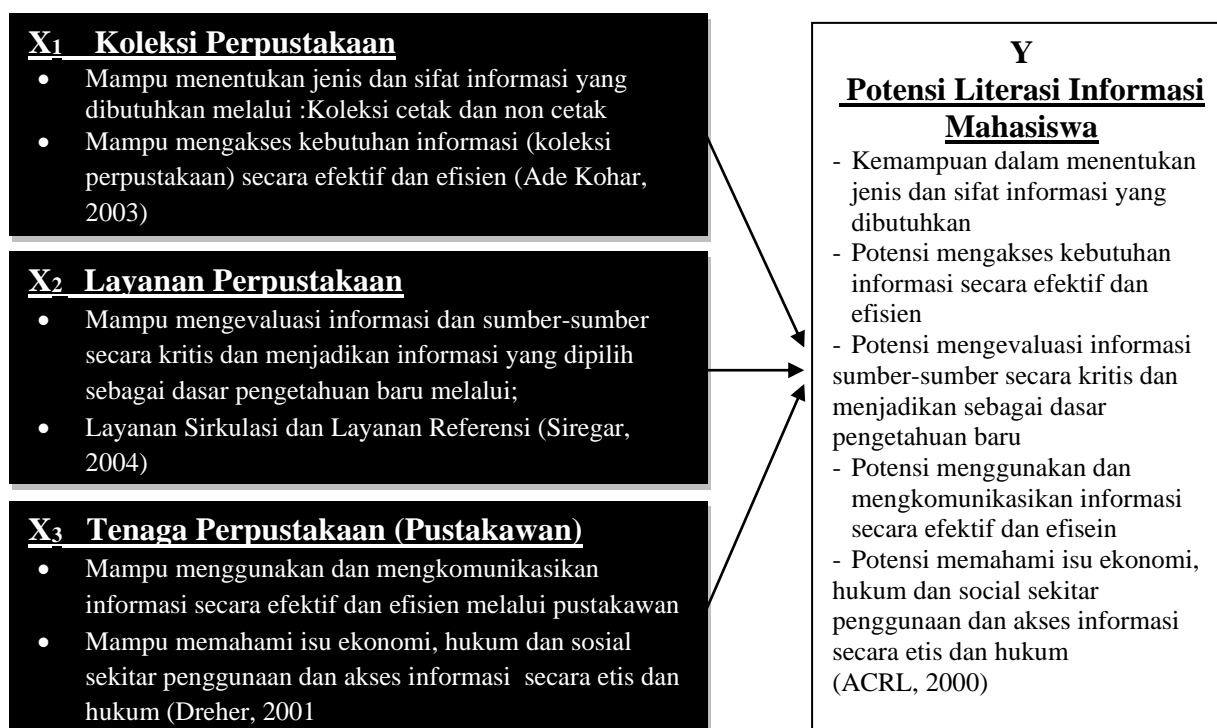 X1 Koleksi Perpustakaan
• Mampu menentukan jenis dan sifat informasi yang
dibutuhkan melalui :Koleksi cetak dan non cetak
• Mampu mengakses kebutuhan informasi (koleksi
perpustakaan) secara efektif dan efisien (Ade Kohar,
2003)
X2 Layanan Perpustakaan
• Mampu mengevaluasi informasi dan sumber-sumber
secara kritis dan menjadikan informasi yang dipilih
sebagai dasar pengetahuan baru melalui;
• Layanan Sirkulasi dan Layanan Referensi (Siregar,
2004)
X3 Tenaga Perpustakaan (Pustakawan)
• Mampu menggunakan dan mengkomunikasikan
informasi secara efektif dan efisien melalui pustakawan
• Mampu memahami isu ekonomi, hukum dan sosial
sekitar penggunaan dan akses informasi secara etis dan
hukum (Dreher, 2001
Y
Potensi Literasi Informasi
Mahasiswa
- Kemampuan dalam menentukan
jenis dan sifat informasi yang
dibutuhkan
- Potensi mengakses kebutuhan
informasi secara efektif dan
efisien
- Potensi mengevaluasi informasi
sumber-sumber secara kritis dan
menjadikan sebagai dasar
pengetahuan baru
- Potensi menggunakan dan
mengkomunikasikan informasi
secara efektif dan efisein
- Potensi memahami isu ekonomi,
hukum dan social sekitar
penggunaan dan akses informasi
secara etis dan hukum
(ACRL, 2000)